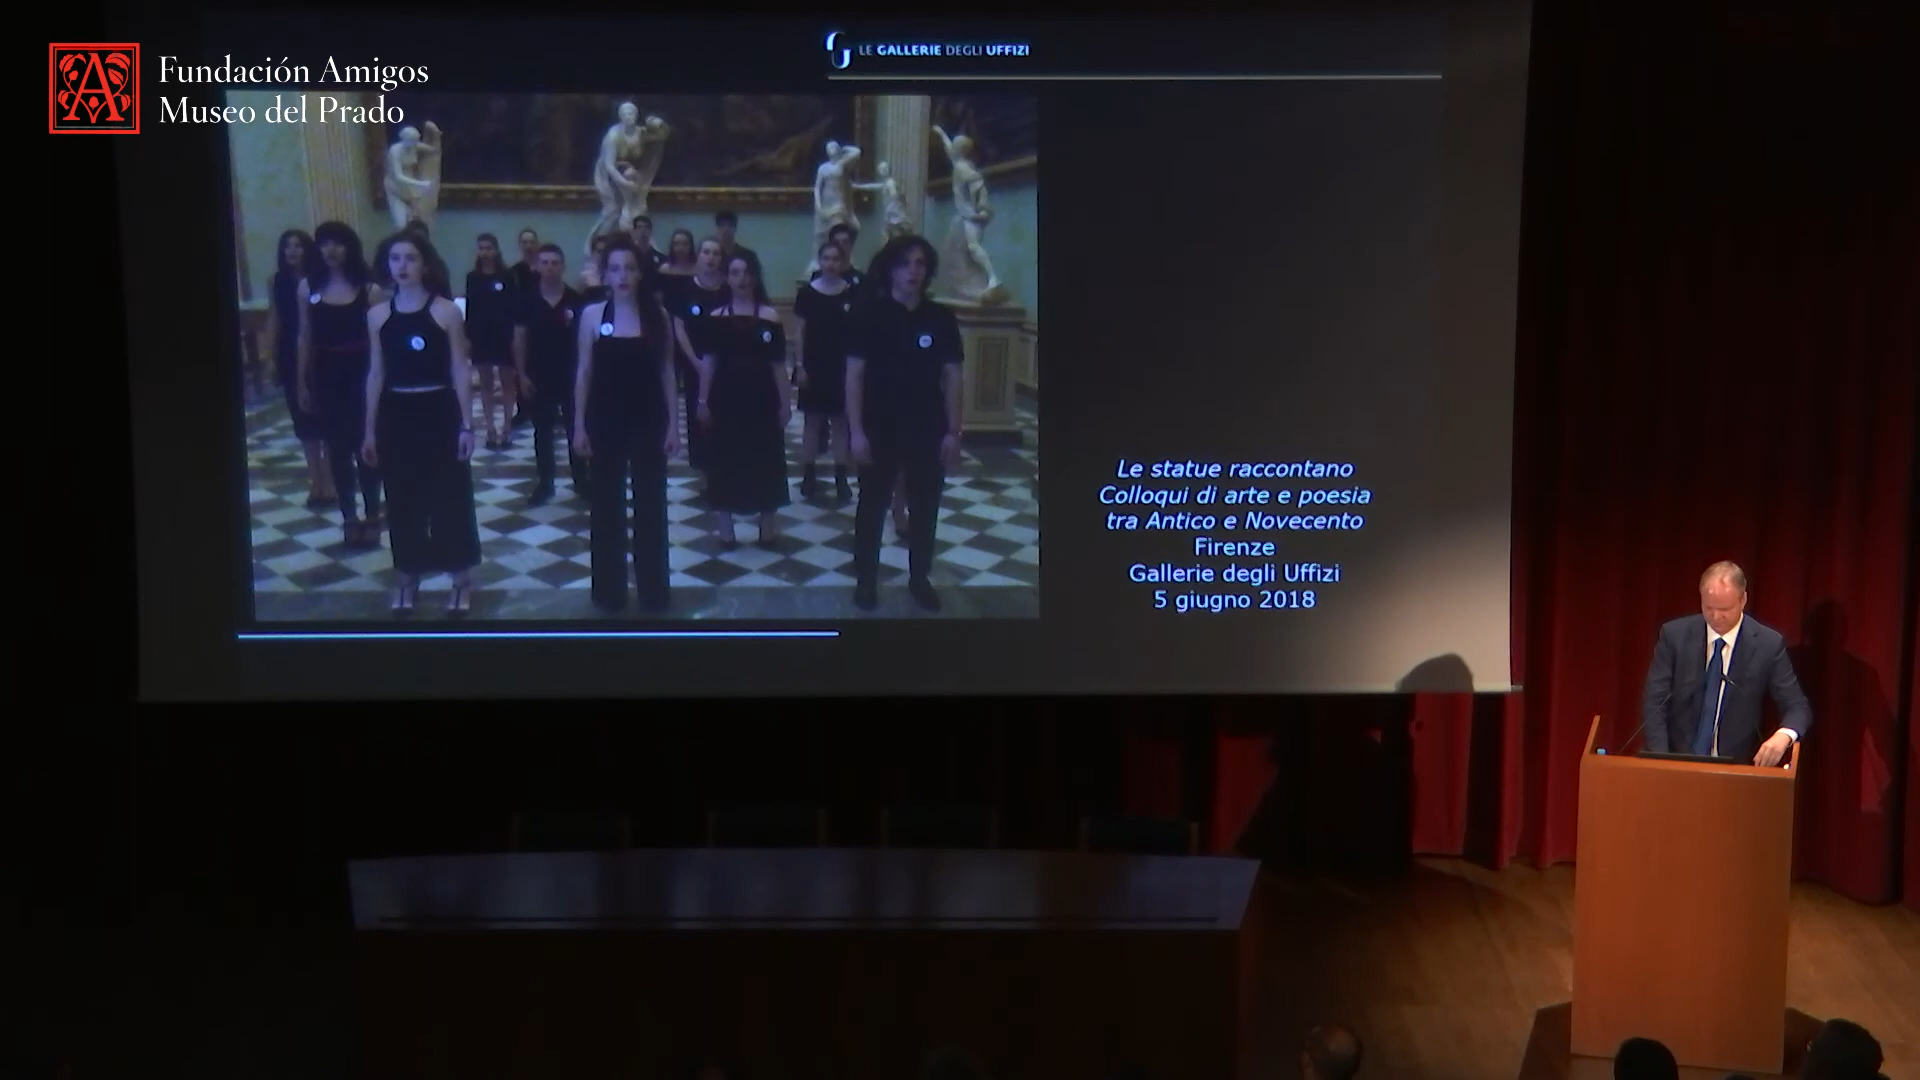 Fundación Amigos
Museo del Prado
LE GALLERIE DEGLI UFFIZI
Le statue raccontano
Colloqui di arte e poesia
tra Antico e Novecento
Firenze
Gallerie degli Uffizi
5 giugno 2018